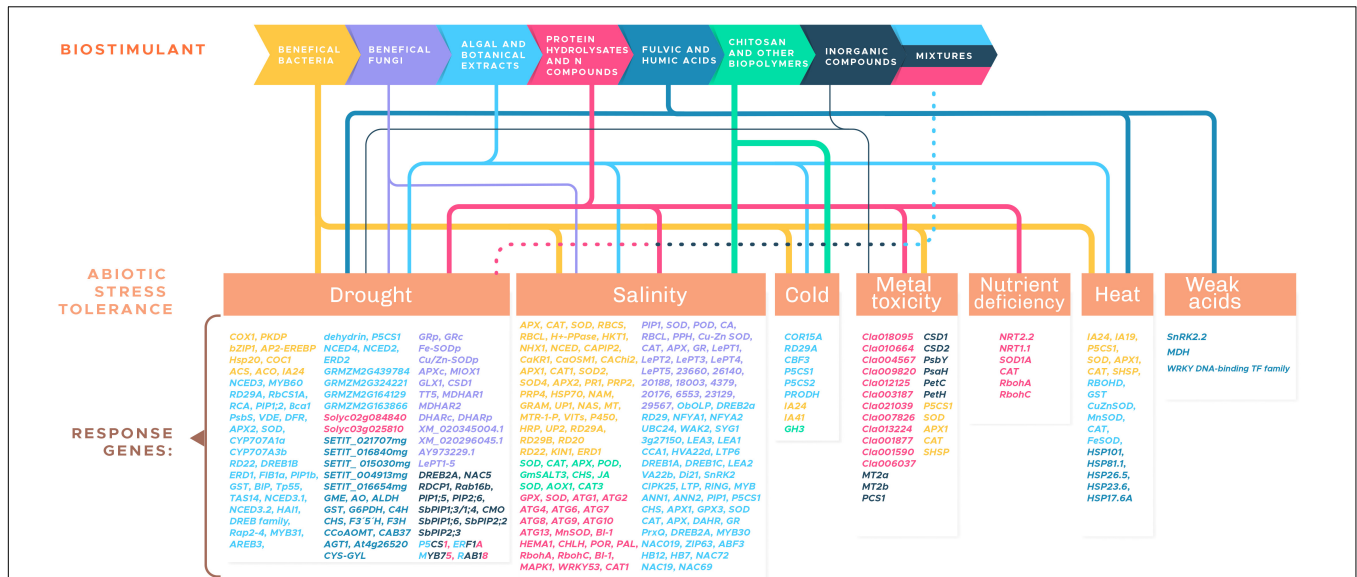 BIOSTIMULANT
BENEFICAL
BACTERIA
BENEFICAL
FUNGI
ALGAL AND
BOTANICAL
EXTRACTS
PROTEIN
HYDROLYSATES
AND N
COMPOUNDS
FULVIC AND
HUMIC ACIDS
CHITOSAN
AND OTHER
BIOPOLYMERS
INORGANIC
COMPOUNDS
MIXTURES
ABIOTIC
STRESS
TOLERANCE
RESPONSE
GENES:
Drought
COX1, PKDP
bZIP1, AP2-EREBP
Hsp20, COC1
ACS, ACO, IA24
NCED3, MYB60
RD29A, RbCS1A,
RCA, PIP1;2, Bca1
PsbS, VDE, DFR,
APX2, SOD,
CYP707A1a
CYP707A3b
RD22, DREB1B
ERD1, FIB1a, PIP1b,
GST, BIP, Tp55,
TAS14, NCED3.1,
NCED3.2, HAI1,
DREB family,
Rap2-4, MYB31,
AREB3,
dehydrin, P5CS1
NCED4, NCED2,
ERD2
GRMZM2G439784
GRMZM2G324221
GRMZM2G164129
GRMZM2G163866
Solyc02g084840
Solyc03g025810
SETIT_021707mg
SETIT_016840mg
SETIT_ 015030mg
SETIT_004913mg
SETIT_016654mg
GME, AO, ALDH
GST, G6PDH, C4H
CHS, F3´5´H, F3H
CCoAOMT, CAB37
AGT1, At4g26520
CYS-GYL
GRp, GRc
Fe-SODp
Cu/Zn-SODp
APXc, MIOX1
GLX1, CSD1
TT5, MDHAR1
MDHAR2
DHARc, DHARp
XM_020345004.1
XM_020296045.1
AY973229.1
LePT1-5
DREB2A, NAC5
RDCP1, Rab16b,
PIP1;5, PIP2;6,
SbPIP1;3/1;4, CMO
SbPIP1;6, SbPIP2;2
SbPIP2;3
P5CS1, ERF1A
MYB75, RAB18
Salinity
APX, CAT, SOD, RBCS,
RBCL, H+-PPase, HKT1,
NHX1, NCED, CAPIP2,
CaKR1, CaOSM1, CAChi2,
APX1, CAT1, SOD2,
SOD4, APX2, PR1, PRP2,
PRP4, HSP70, NAM,
GRAM, UP1, NAS, MT,
MTR-1-P, VITs, P450,
HRP, UP2, RD29A,
RD29B, RD20
RD22, KIN1, ERD1
SOD, CAT, APX, POD,
GmSALT3, CHS, JA
SOD, AOX1, CAT3
GPX, SOD, ATG1, ATG2
ATG4, ATG6, ATG7
ATG8, ATG9, ATG10
ATG13, MnSOD, BI-1
HEMA1, CHLH, POR, PAL,
RbohA, RbohC, BI-1,
MAPK1, WRKY53, CAT1
PIP1, SOD, POD, CA,
RBCL, PPH, Cu-Zn SOD,
CAT, APX, GR, LePT1,
LePT2, LePT3, LePT4,
LePT5, 23660, 26140,
20188, 18003, 4379,
20176, 6553, 23129,
29567, ObOLP, DREB2a
RD29, NFYA1, NFYA2,
UBC24, WAK2, SYG1
3g27150, LEA3, LEA1
CCA1, HVA22d, LTP6
DREB1A, DREB1C, LEA2
VA22b, Di21, SnRK2
CIPK25, LTP, RING, MYB
ANN1, ANN2, PIP1, P5CS1
CHS, APX1, GPX3, SOD
CAT, APX, DAHR, GR
PrxQ, DREB2A, MYB30
NAC019, ZIP63, ABF3
HB12, HB7, NAC72
NAC19, NAC69
Cold
COR15A
RD29A
CBF3
P5CS1
P5CS2
PRODH
IA24
IA41
GH3
Metal
toxicity
Cla018095
Cla010664
Cla004567
Cla009820
Cla012125
Cla003187
Cla021039
Cla007826
Cla013224
Cla001877
Cla001590
Cla006037
MT2a
MT2b
PCS1
CSD1
CSD2
PsbY
PsaH
PetC
PetH
P5CS1
SOD
APX1
CAT
SHSP
Nutrient
deficiency
NRT2.2
NRT1.1
SOD1A
CAT
RbohA
RbohC
Heat
IA24, IA19,
P5CS1,
SOD, APX1,
CAT, SHSP,
RBOHD,
GST
CuZnSOD,
MnSOD,
CAT,
FeSOD,
HSP101,
HSP81.1,
HSP26.5,
HSP23.6,
HSP17.6A
Weak
acids
SnRK2.2
MDH
WRKY DNA-binding TF family